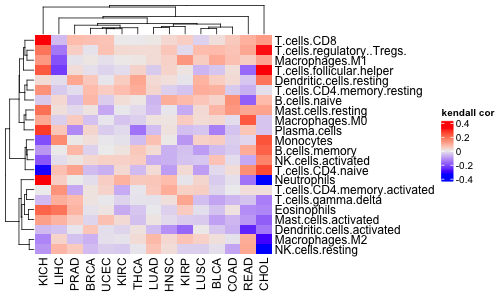 T.cells.CD8
T.cells.regulatory..Tregs.
Macrophages.M1
T.cells.follicular.helper
Dendritic.cells.resting
T.cells.CD4.memory.resting
B.cells.naive
Mast.cells.resting
Macrophages.M0
Plasma.cells
Monocytes
B.cells.memory
NK.cells.activated
T.cells.CD4.naive
Neutrophils
T.cells.CD4.memory.activated
T.cells.gamma.delta
Eosinophils
Mast.cells.activated
Dendritic.cells.activated
Macrophages.M2
NK.cells.resting
kendall cor
0.4
0.2
0
-0.2
-0.4
KICH
LIHC
PRAD
BRCA
UCEC
KIRC
THCA
LUAD
HNSC
KIRP
LUSC
BLCA
COAD
READ
CHOL